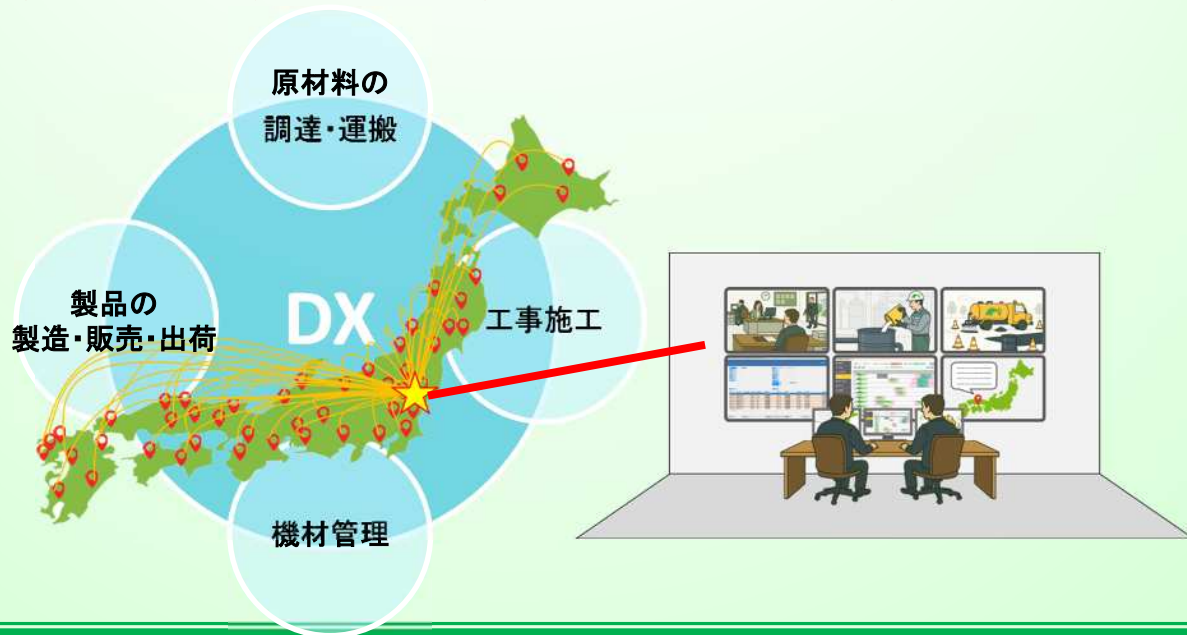 原材料の
調達・運搬
DX
製品の
製造・販売・出荷
工事施工
機材管理